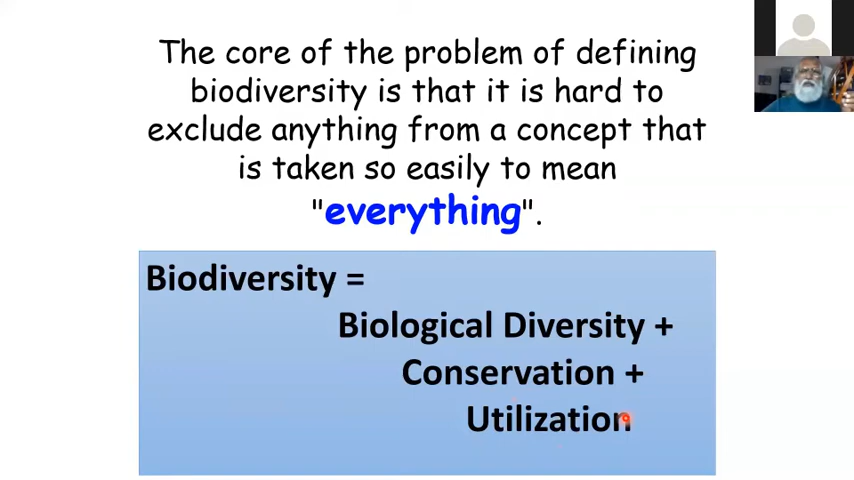 The core of the problem of defining
biodiversity is that it is hard to
exclude anything from a concept that
is taken so easily to mean
"everything".
Biodiversity =
Biological Diversity +
Conservation +
Utilization